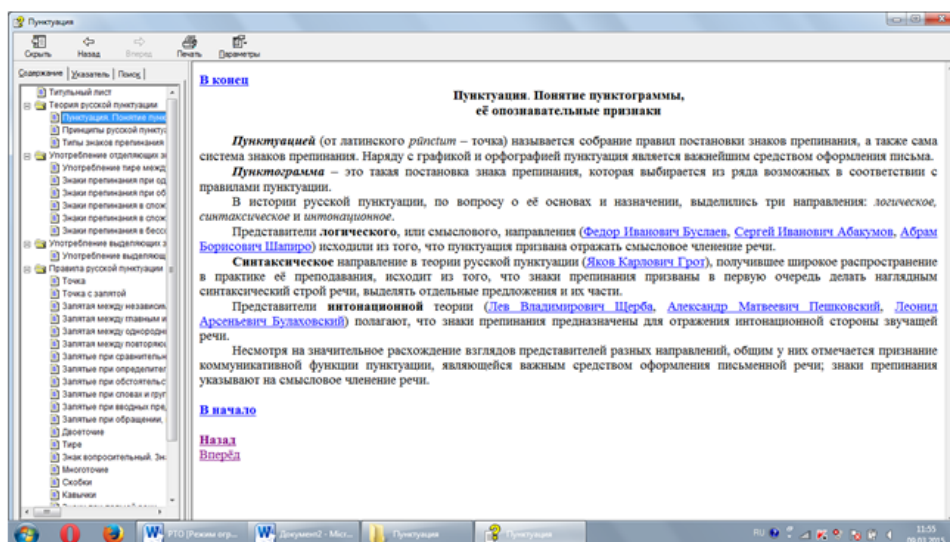 Пунктуация
Скрыть Назад Вперед Печать Параметры
Содержание Указатель Поиск
Титульный лист
Теория русской пунктуации
Пунктуация. Понятие пунк
Принципы русской пункту
Типы знаков препинания
Употребление отделяющих з
Употребление тире межд
Знаки препинания при од
Знаки препинания при об
Знаки препинания в слож
Знаки препинания в слож
Знаки препинания в бессо
Употребление выделяющих з
Употребление выделяющ
Правила русской пунктуации
Точка
Точка с запятой
Запятая между независим
Запятая между главным и
Запятая между однородн
Запятая между повторяю
Запятые при сравнительн
Запятые при определител
Запятые при обстоятельс
Запятые при словах и груп
Запятые при вводных пре
Запятые при обращении,
Двоеточие
Тире
Знак вопросительный. Зн
Многоточие
Скобки
Кавычки
В конец
Пунктуация. Понятие пунктограммы,
её опознавательные признаки
Пунктуацией (от латинского pūnctum – точка) называется собрание правил постановки знаков препинания, а также сама
система знаков препинания. Наряду с графикой и орфографией пунктуация является важнейшим средством оформления письма.
Пунктограмма – это такая постановка знака препинания, которая выбирается из ряда возможных в соответствии с
правилами пунктуации.
В истории русской пунктуации, по вопросу о её основах и назначении, выделились три направления: логическое,
синтаксическое и интонационное.
Представители логического, или смыслового, направления (Федор Иванович Буслаев, Сергей Иванович Абакумов, Абрам
Борисович Шапиро) исходили из того, что пунктуация призвана отражать смысловое членение речи.
Синтаксическое направление в теории русской пунктуации (Яков Карлович Грот), получившее широкое распространение
в практике её преподавания, исходит из того, что знаки препинания призваны в первую очередь делать наглядным
синтаксический строй речи, выделять отдельные предложения и их части.
Представители интонационной теории (Лев Владимирович Щерба, Александр Матвеевич Пешковский, Леонид
Арсеньевич Булаховский) полагают, что знаки препинания предназначены для отражения интонационной стороны звучащей
речи.
Несмотря на значительное расхождение взглядов представителей разных направлений, общим у них отмечается признание
коммуникативной функции пунктуации, являющейся важным средством оформления письменной речи; знаки препинания
указывают на смысловое членение речи.
В начало
Назад
Вперёд
РТО [Режим огр... Документ2 - Micr... Пунктуация Пунктуация RU 11:55
09.03.2015